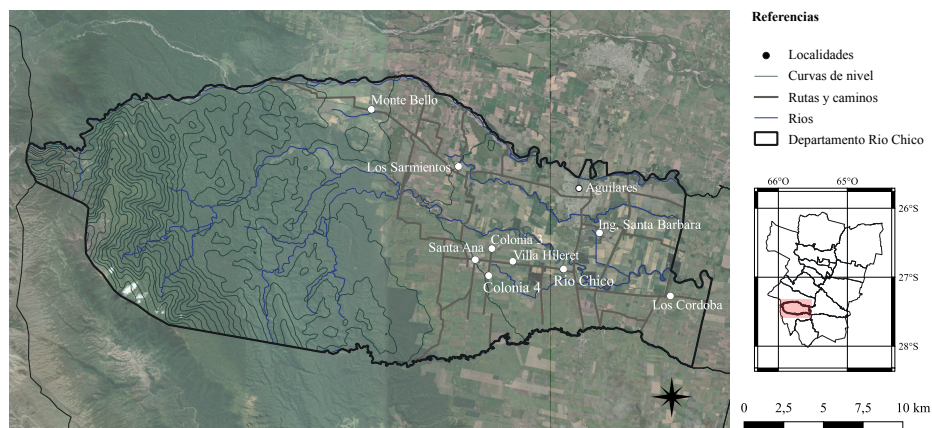 Monte Bello
Los Sarmientos
Aguilares
Ing. Santa Barbara
Colonia 3
Santa Ana
Villa Hileret
Rio Chico
Colonia 4
Los Cordoba
Referencias
Localidades
Curvas de nivel
Rutas y caminos
Rios
Departamento Rio Chico
66°O 65°O
26°S
27°S
28°S
0 2,5 5 7,5 10 km